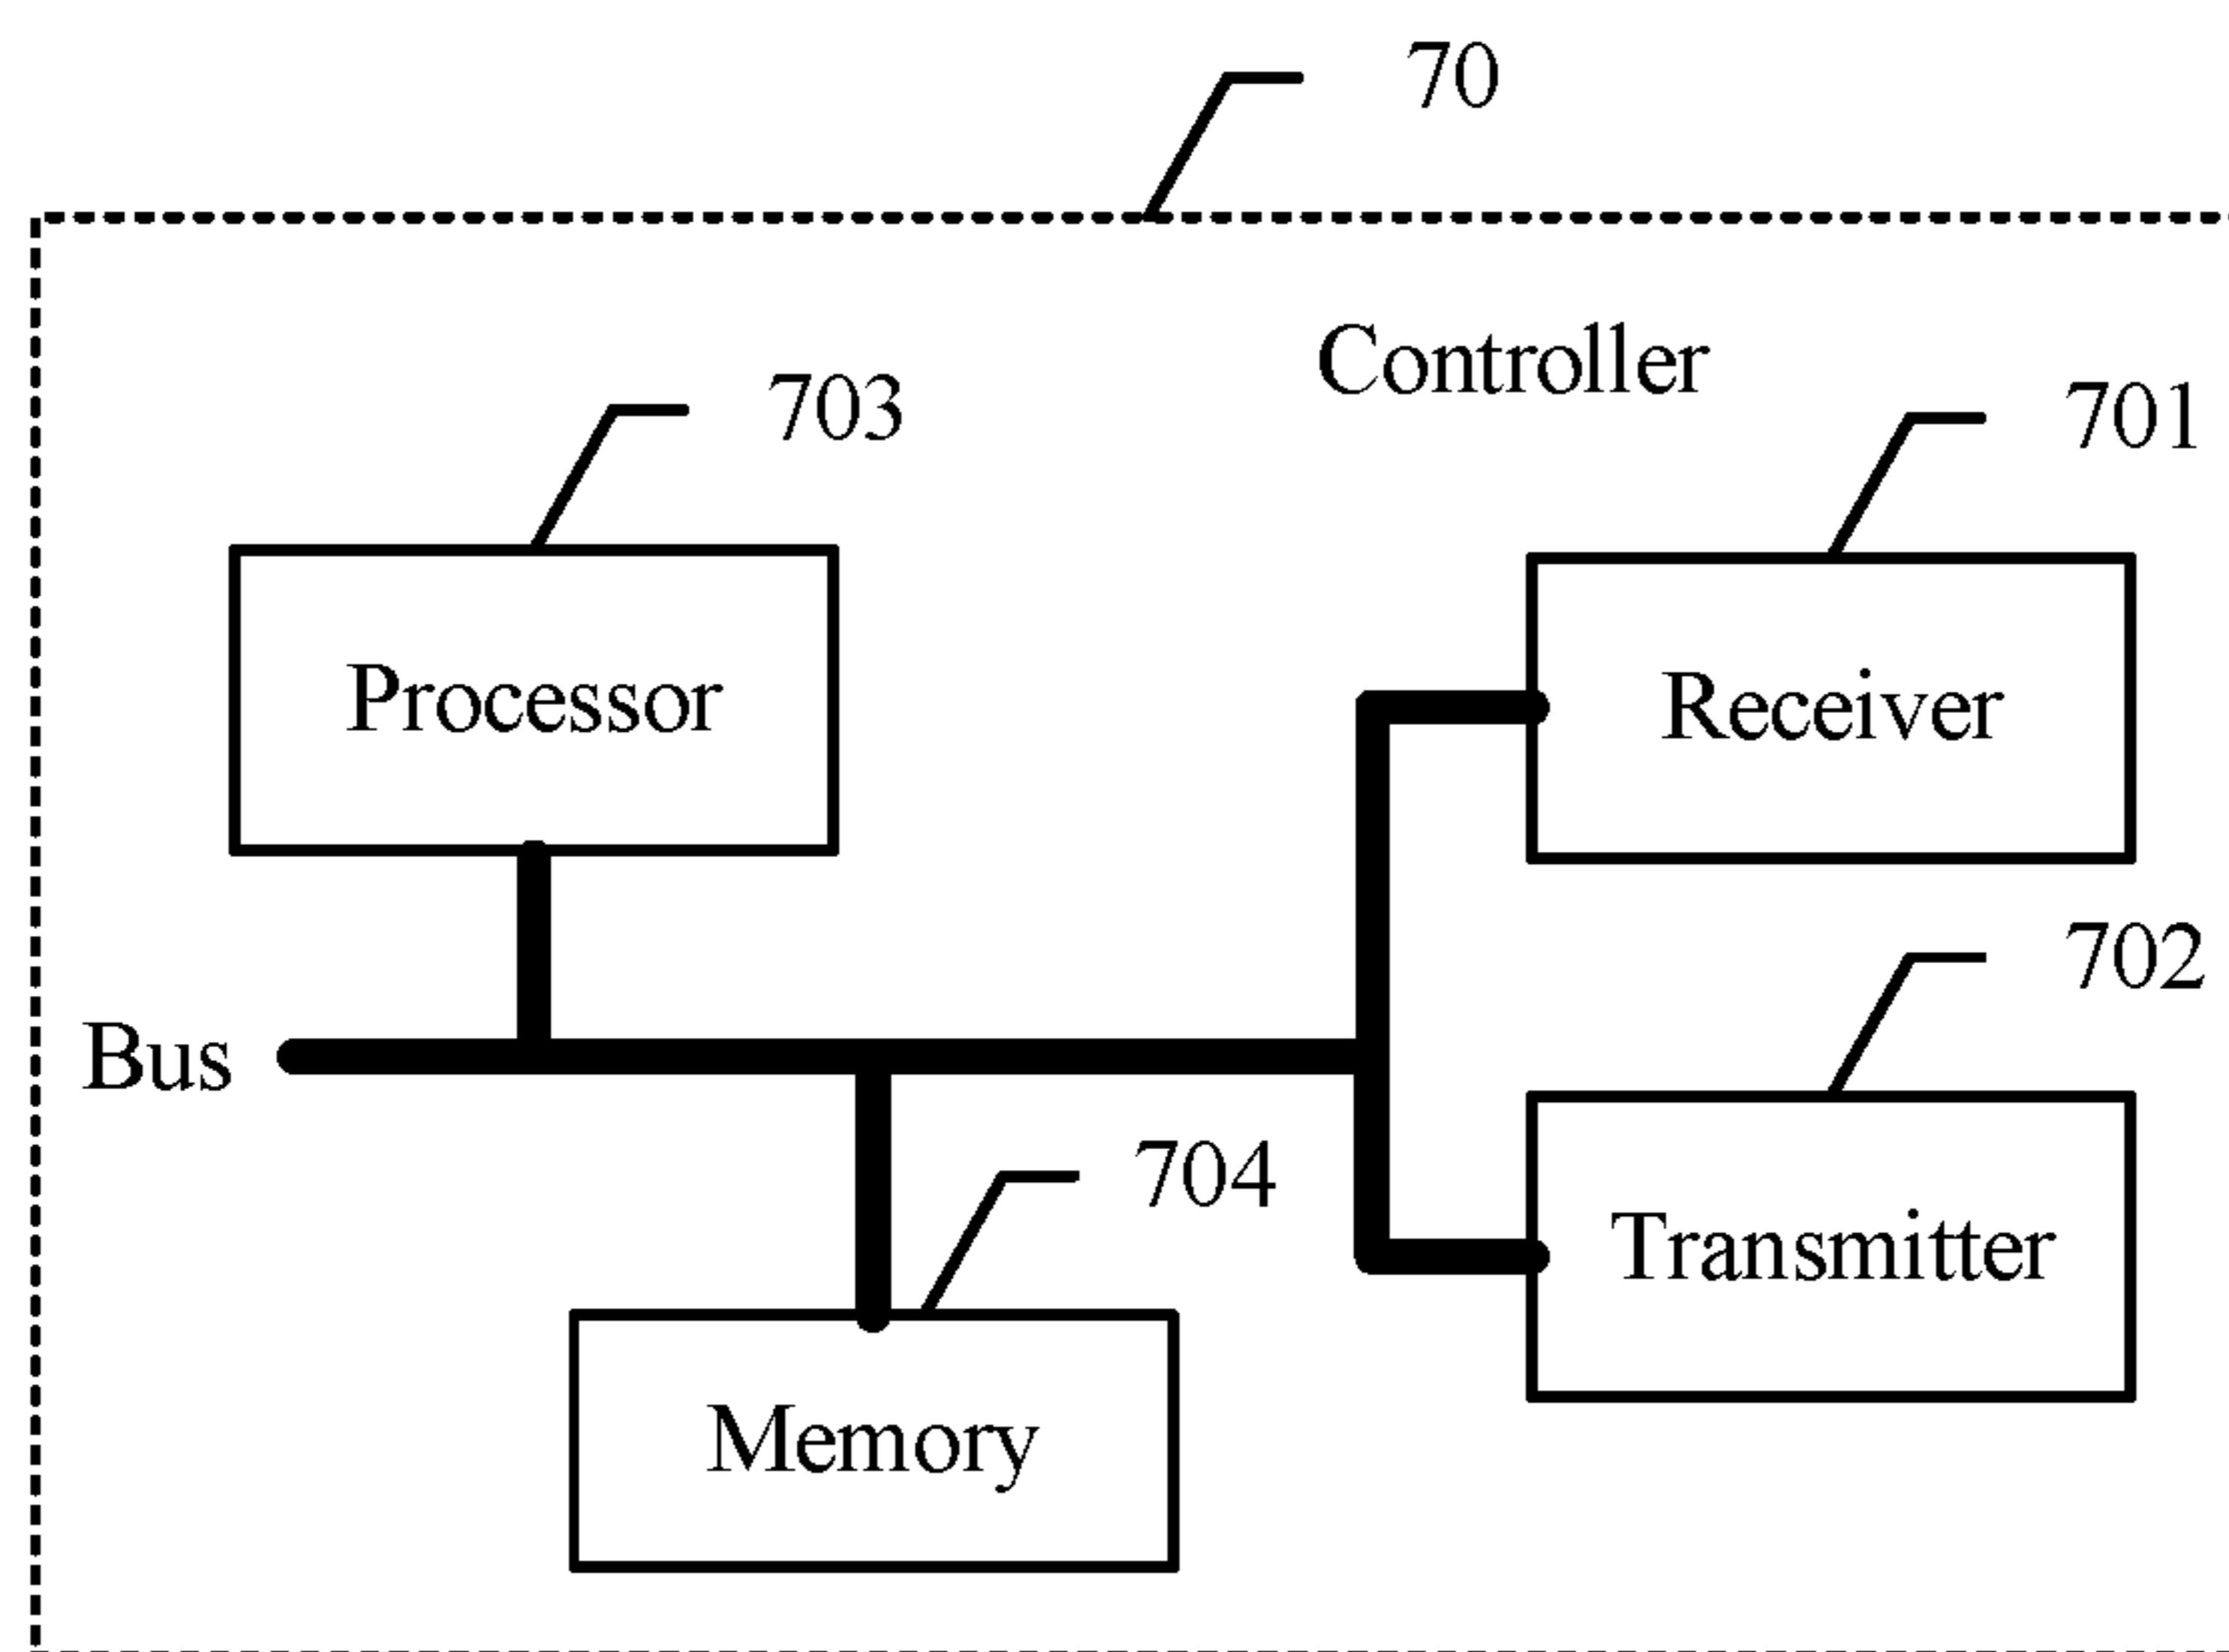 70
Controller
703
701
Processor
Receiver
702
Bus
704
Transmitter
Memory